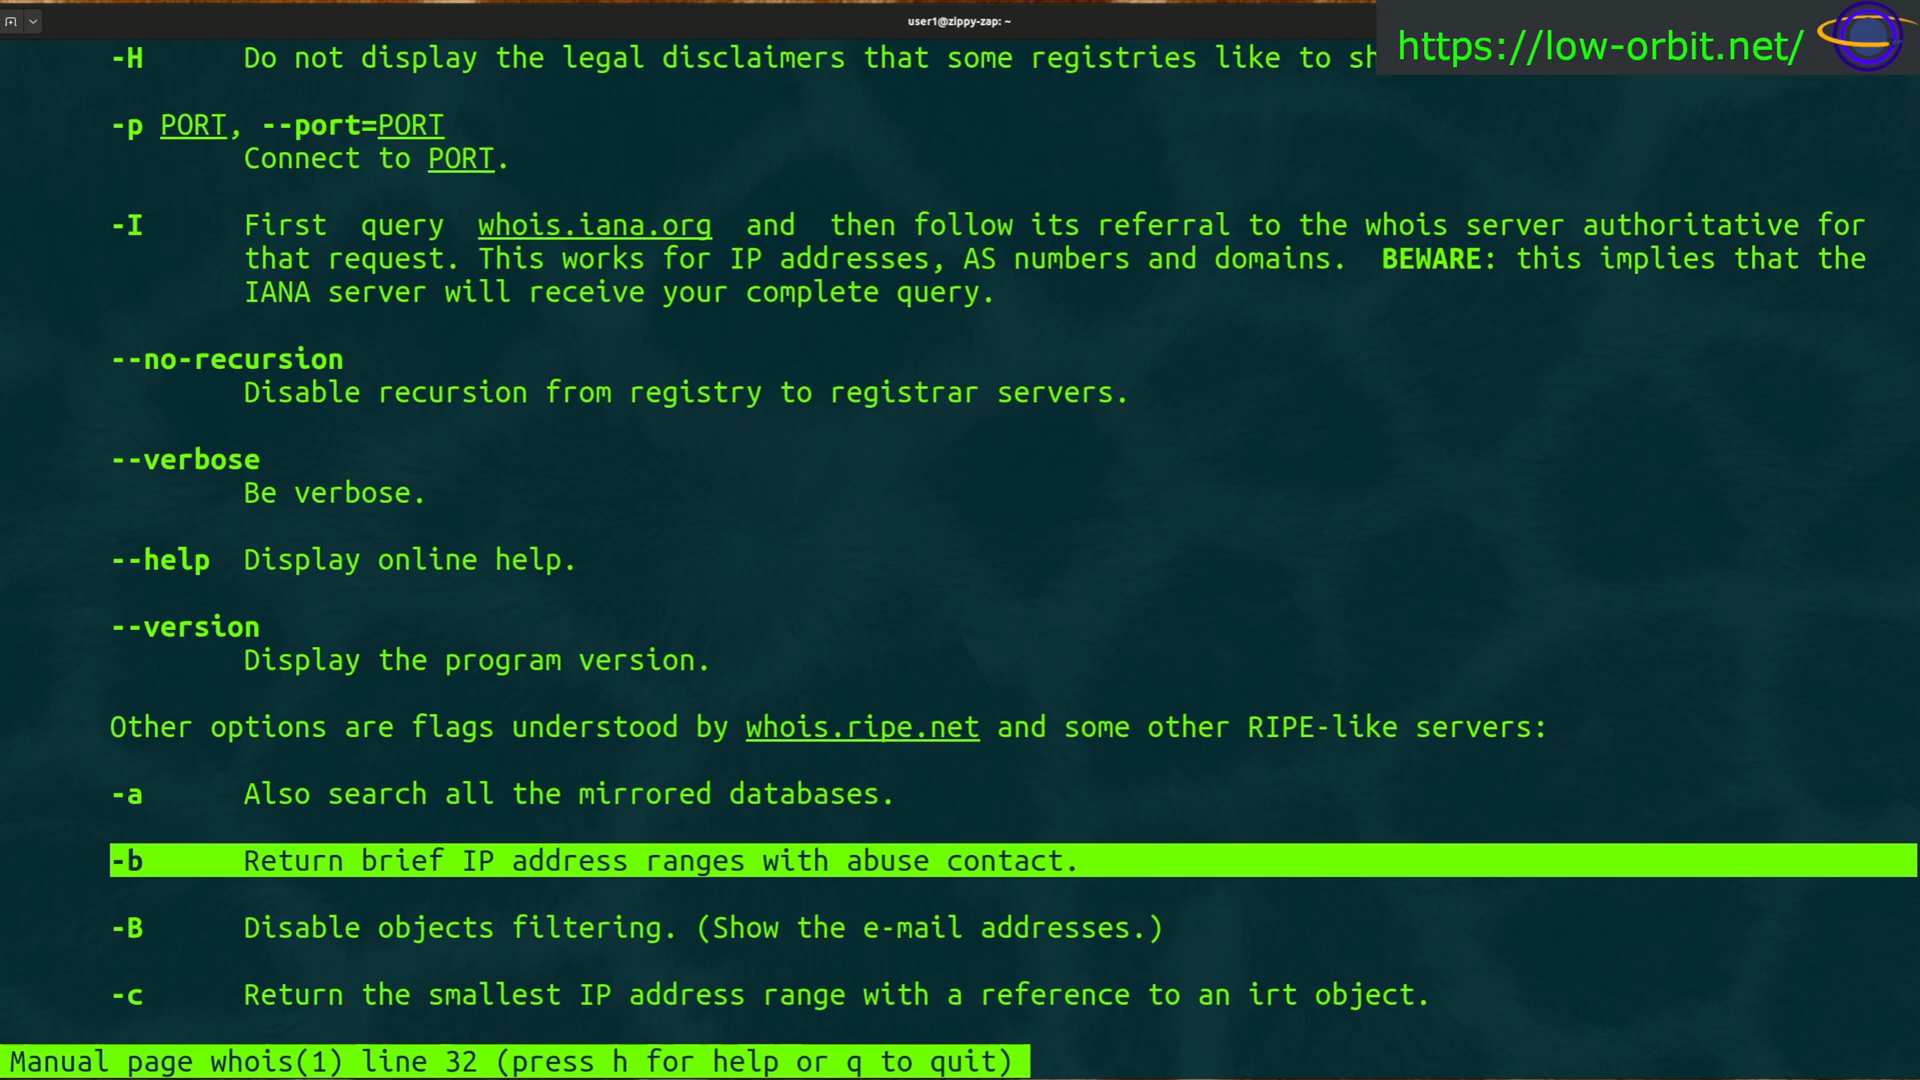 user1@zippy-zap: ~
https://low-orbit.net/
-H Do not display the legal disclaimers that some registries like to sh
-p PORT, --port=PORT
Connect to PORT.
-I First query whois.iana.org and then follow its referral to the whois server authoritative for
that request. This works for IP addresses, AS numbers and domains. BEWARE: this implies that the
IANA server will receive your complete query.
--no-recursion
Disable recursion from registry to registrar servers.
--verbose
Be verbose.
--help Display online help.
--version
Display the program version.
Other options are flags understood by whois.ripe.net and some other RIPE-like servers:
-a Also search all the mirrored databases.
-b Return brief IP address ranges with abuse contact.
-B Disable objects filtering. (Show the e-mail addresses.)
-c Return the smallest IP address range with a reference to an irt object.
Manual page whois(1) line 32 (press h for help or q to quit)